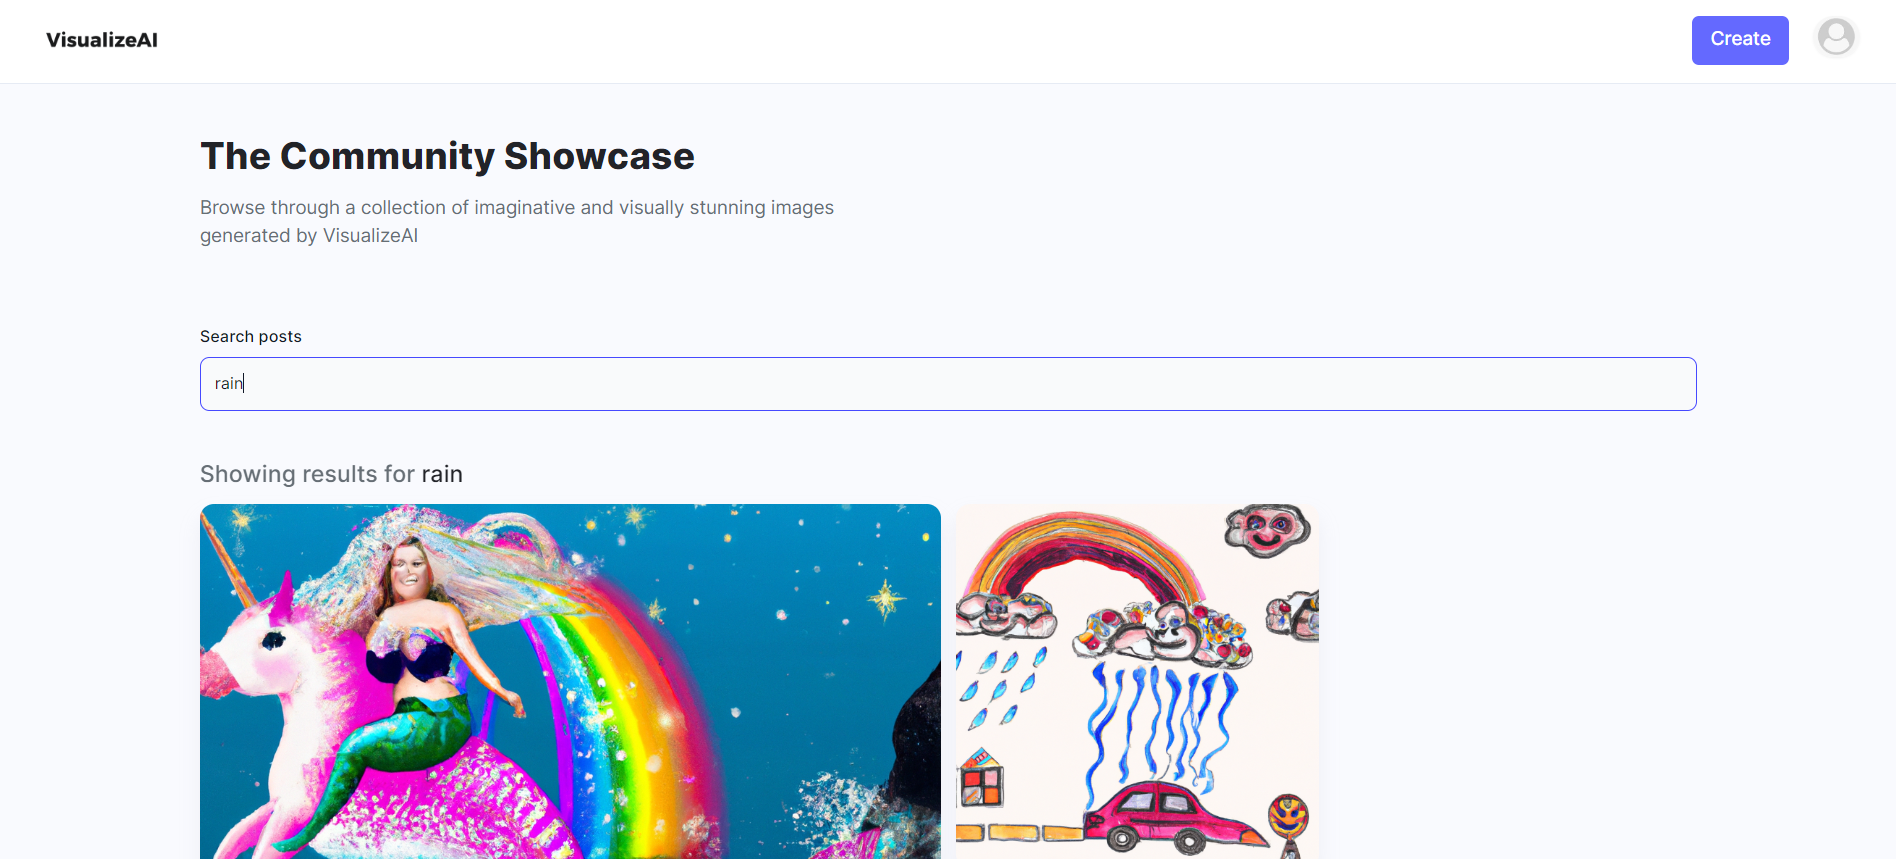 VisualizeAI
Create
The Community Showcase
Browse through a collection of imaginative and visually stunning images
generated by VisualizeAI
Search posts
rain
Showing results for rain